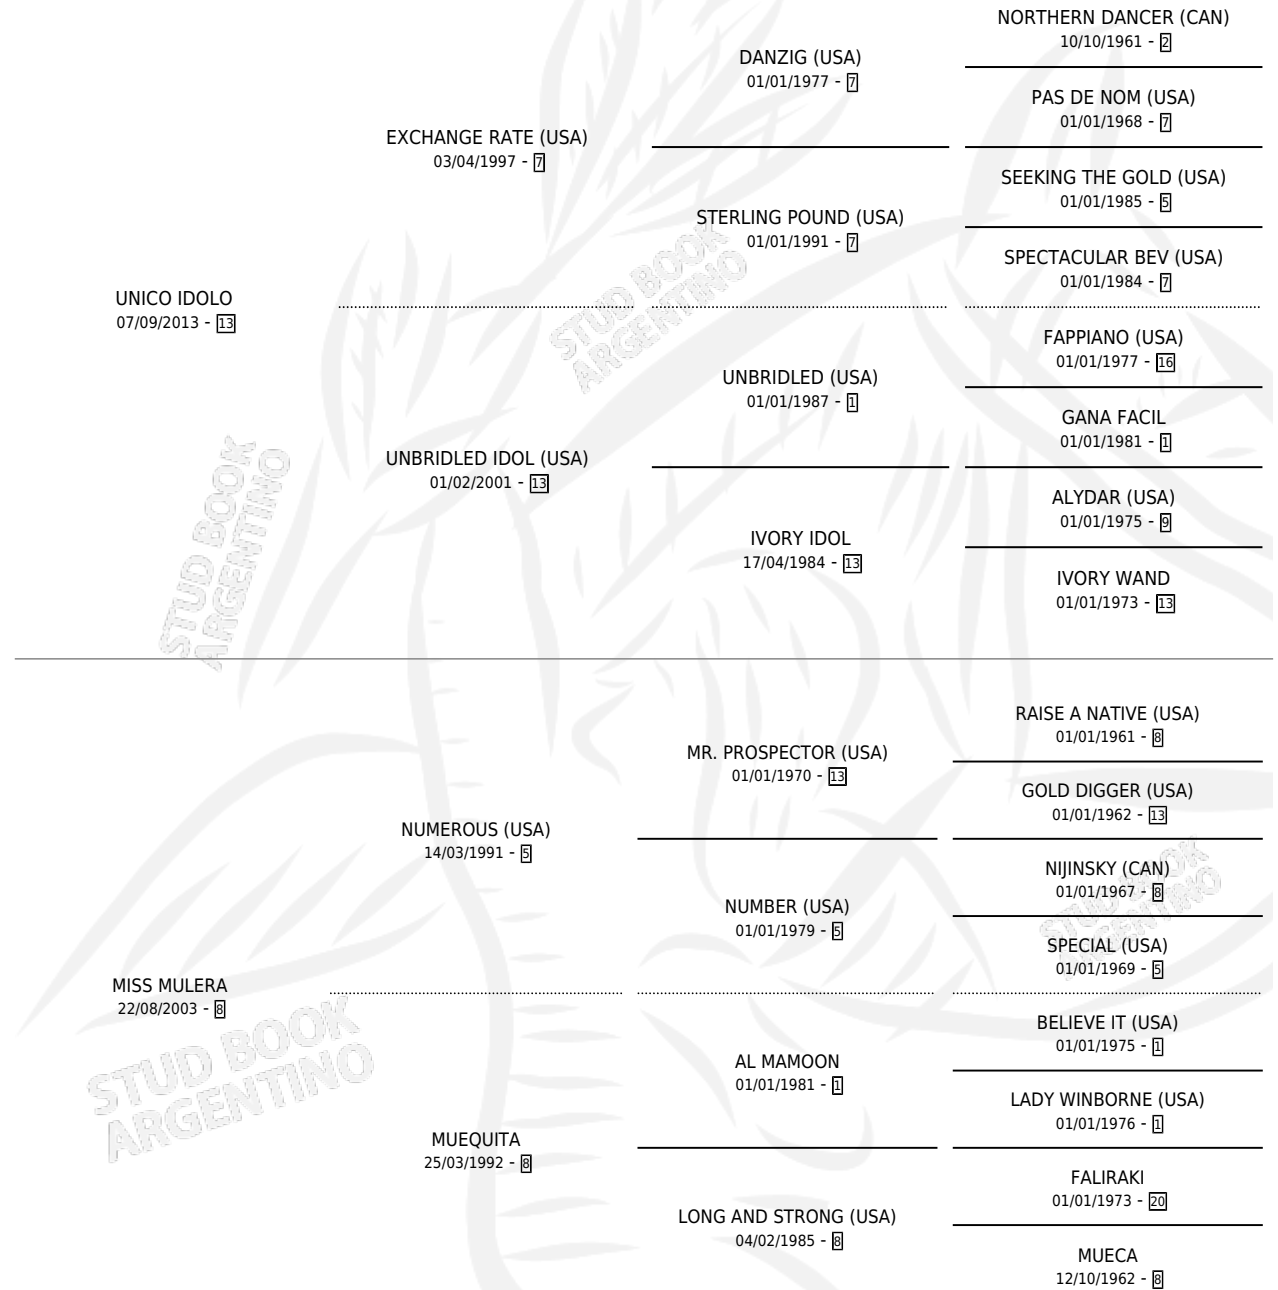 NORTHERN DANCER (CAN)
10/10/1961 - 2
DANZIG (USA)
01/01/1977 - 7
PAS DE NOM (USA)
01/01/1968 - 7
EXCHANGE RATE (USA)
03/04/1997 - 7
SEEKING THE GOLD (USA)
01/01/1985 - 5
STERLING POUND (USA)
01/01/1991 - 7
SPECTACULAR BEV (USA)
01/01/1984 - 7
UNICO IDOLO
07/09/2013 - 13
FAPPIANO (USA)
01/01/1977 - 16
UNBRIDLED (USA)
01/01/1987 - 1
GANA FACIL
01/01/1981 - 1
UNBRIDLED IDOL (USA)
01/02/2001 - 13
ALYDAR (USA)
01/01/1975 - 9
IVORY IDOL
17/04/1984 - 13
IVORY WAND
01/01/1973 - 13
RAISE A NATIVE (USA)
01/01/1961 - 8
MR. PROSPECTOR (USA)
01/01/1970 - 13
GOLD DIGGER (USA)
01/01/1962 - 13
NUMEROUS (USA)
14/03/1991 - 5
NIJINSKY (CAN)
01/01/1967 - 8
NUMBER (USA)
01/01/1979 - 5
SPECIAL (USA)
01/01/1969 - 5
MISS MULERA
22/08/2003 - 8
BELIEVE IT (USA)
01/01/1975 - 1
AL MAMOON
01/01/1981 - 1
LADY WINBORNE (USA)
01/01/1976 - 1
MUEQUITA
25/03/1992 - 8
FALIRAKI
01/01/1973 - 20
LONG AND STRONG (USA)
04/02/1985 - 8
MUECA
12/10/1962 - 8
STUD BOOK
ARGENTINO
STUD BOOK
ARGENTINO
STUD BOOK
ARGENTINO
STUD BOOK
ARGENTINO